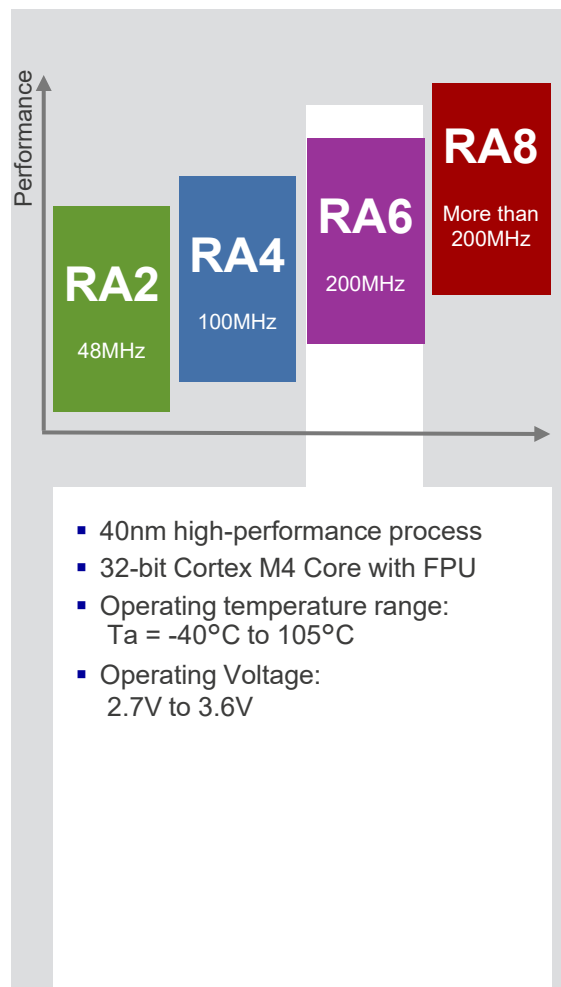 Performance
RA2
48MHz
RA4
100MHz
RA6
200MHz
RA8
More than
200MHz
▪ 40nm high-performance process
▪ 32-bit Cortex M4 Core with FPU
▪ Operating temperature range:
Ta = -40°C to 105°C
▪ Operating Voltage:
2.7V to 3.6V